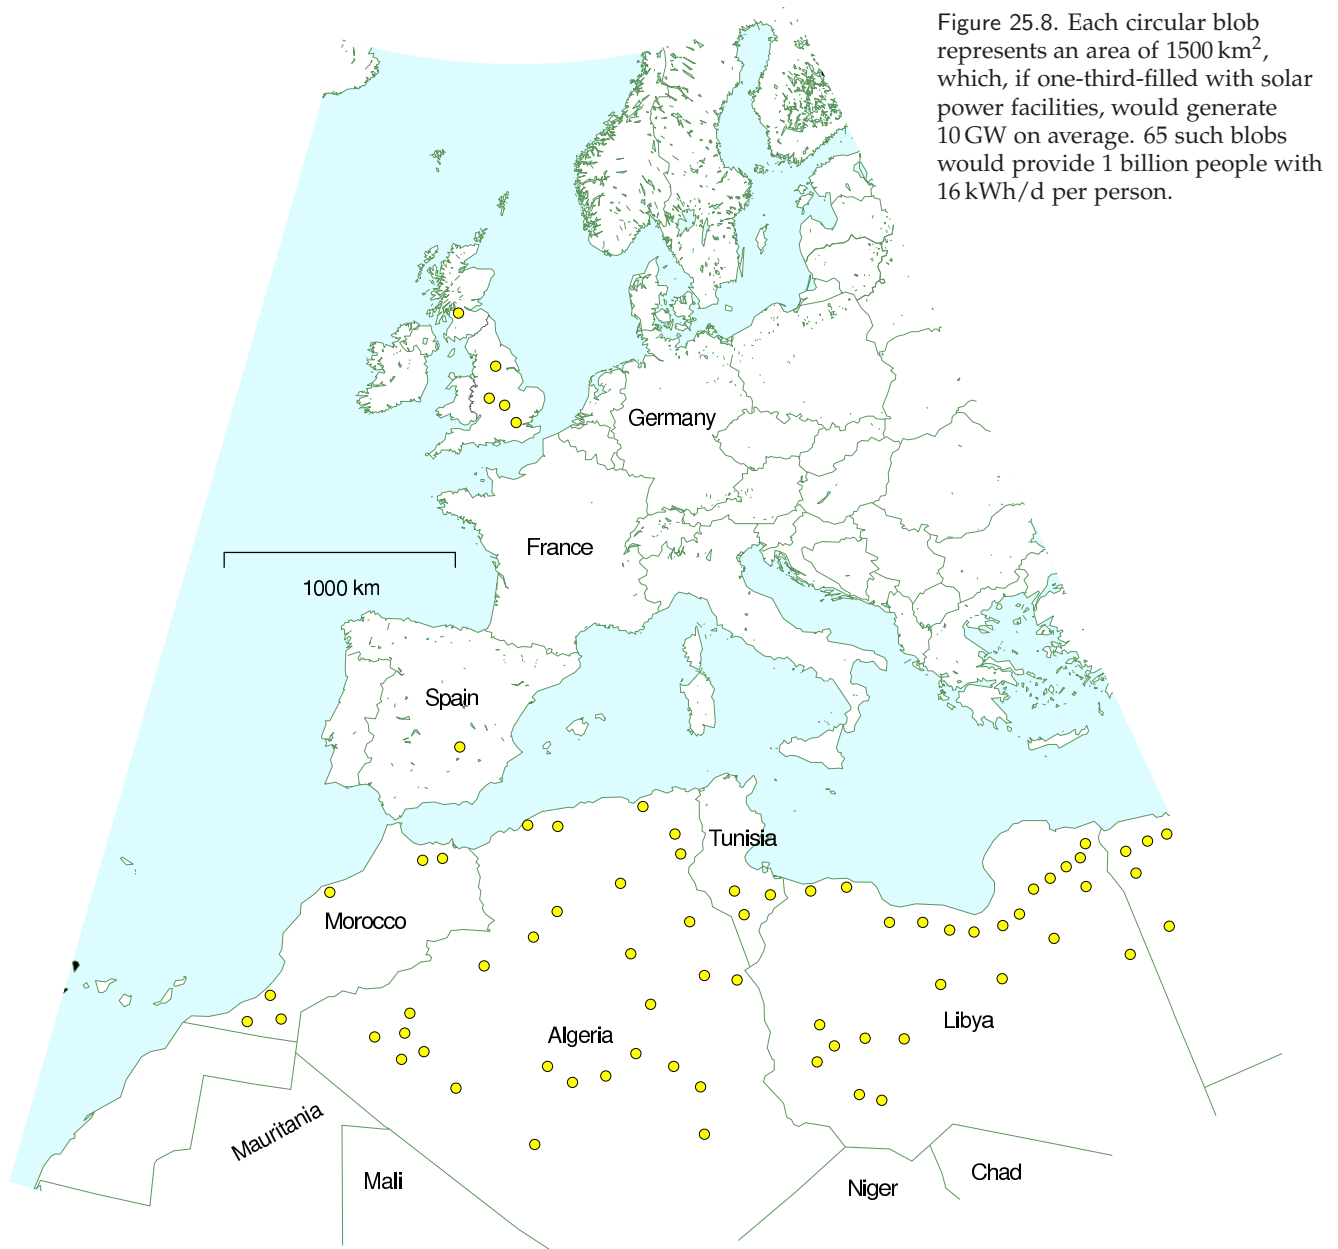 Figure 25.8. Each circular blob
represents an area of 1500 km²,
which, if one-third-filled with solar
power facilities, would generate
10 GW on average. 65 such blobs
would provide 1 billion people with
16 kWh/d per person.
Germany
France
1000 km
Spain
Tunisia
Morocco
Algeria
Libya
Mauritania
Mali
Niger
Chad